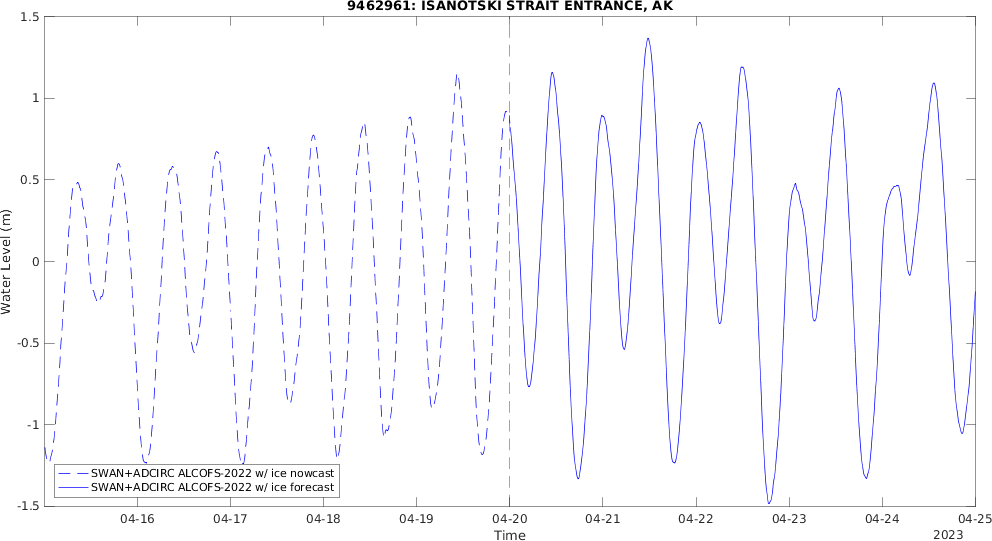 9462961: ISANOTSKI STRAIT ENTRANCE, AK
1.5
1
0.5
0
-0.5
-1
-1.5
Water Level (m)
SWAN+ADCIRC ALCOFS-2022 w/ ice nowcast
SWAN+ADCIRC ALCOFS-2022 w/ ice forecast
04-16 04-17 04-18 04-19 04-20 04-21 04-22 04-23 04-24 04-25
Time
2023